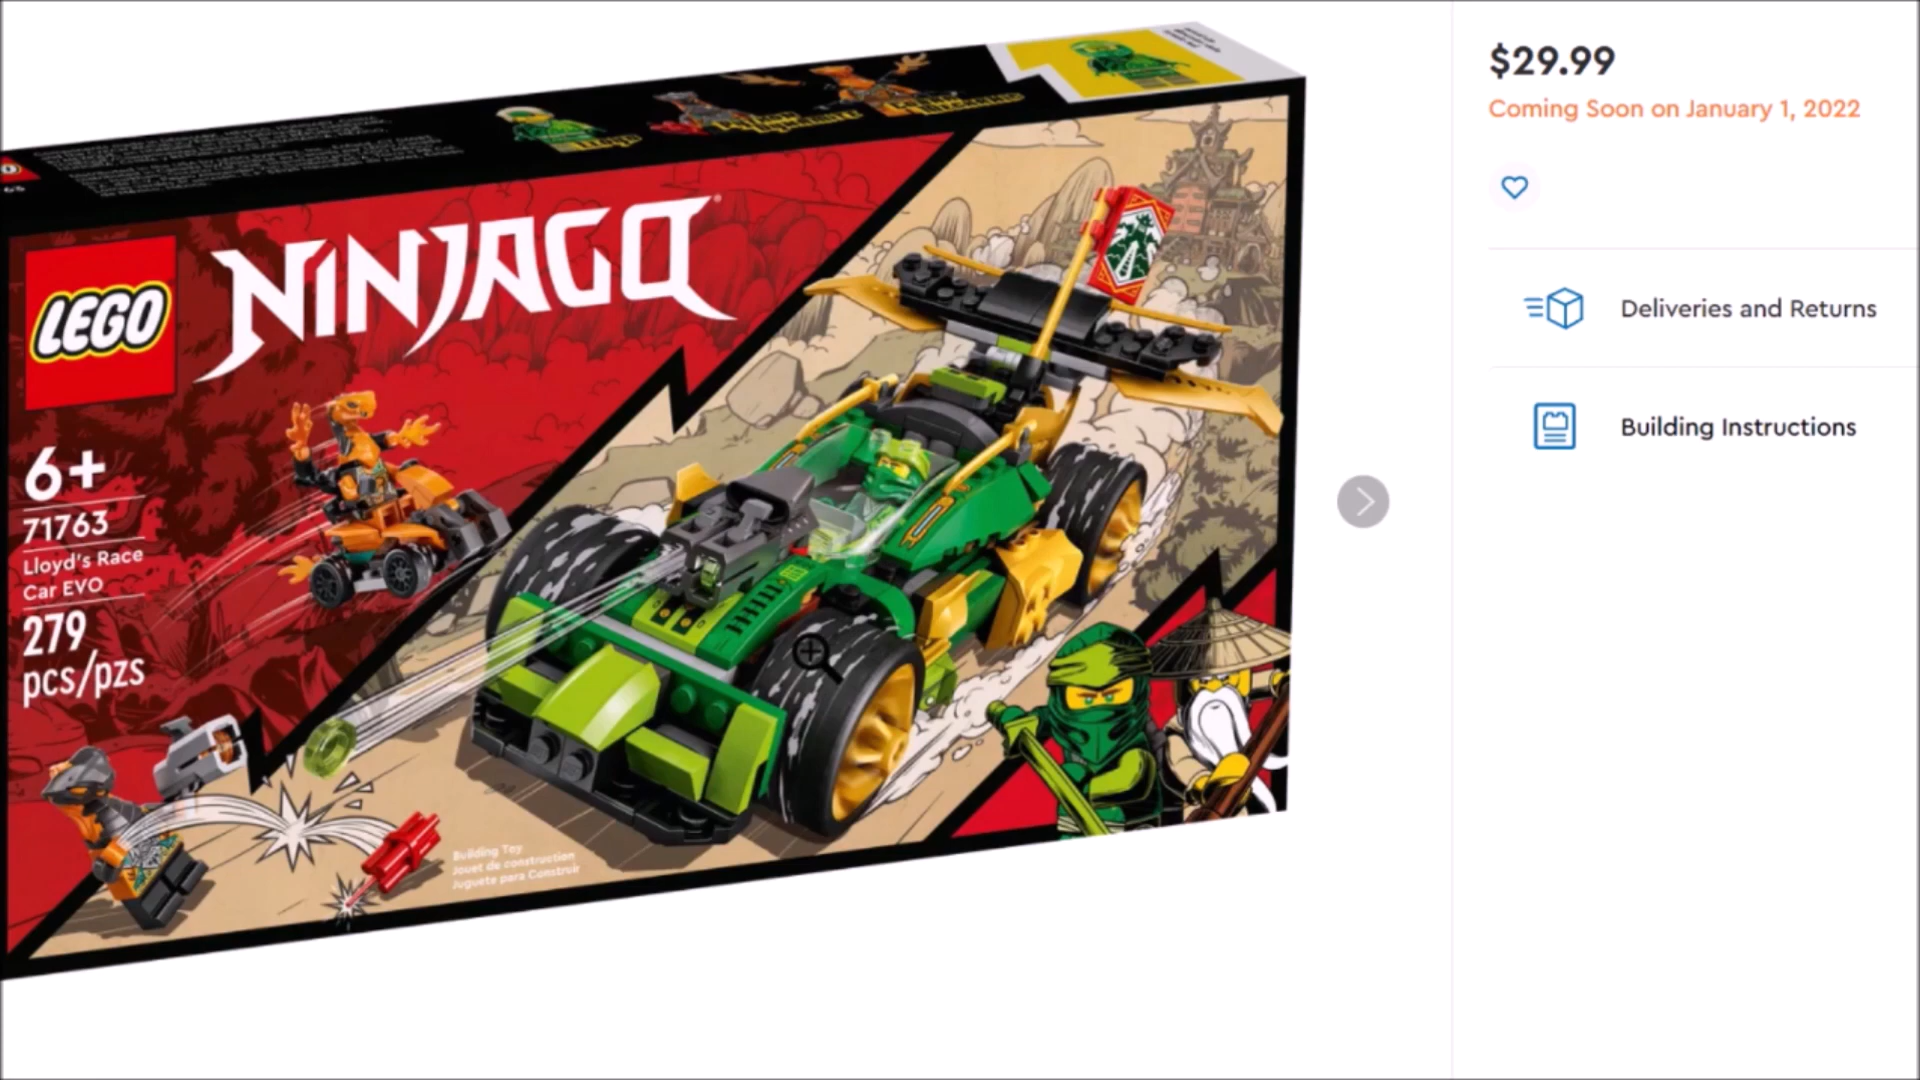 $29.99
Coming Soon on January 1, 2022
LEGO
NINJAGO
6+
71763
Lloyd's Race
Car EVO
279
pcs/pzs
Building Toy
Jouet de construction
Juguete para Construir
Deliveries and Returns
Building Instructions